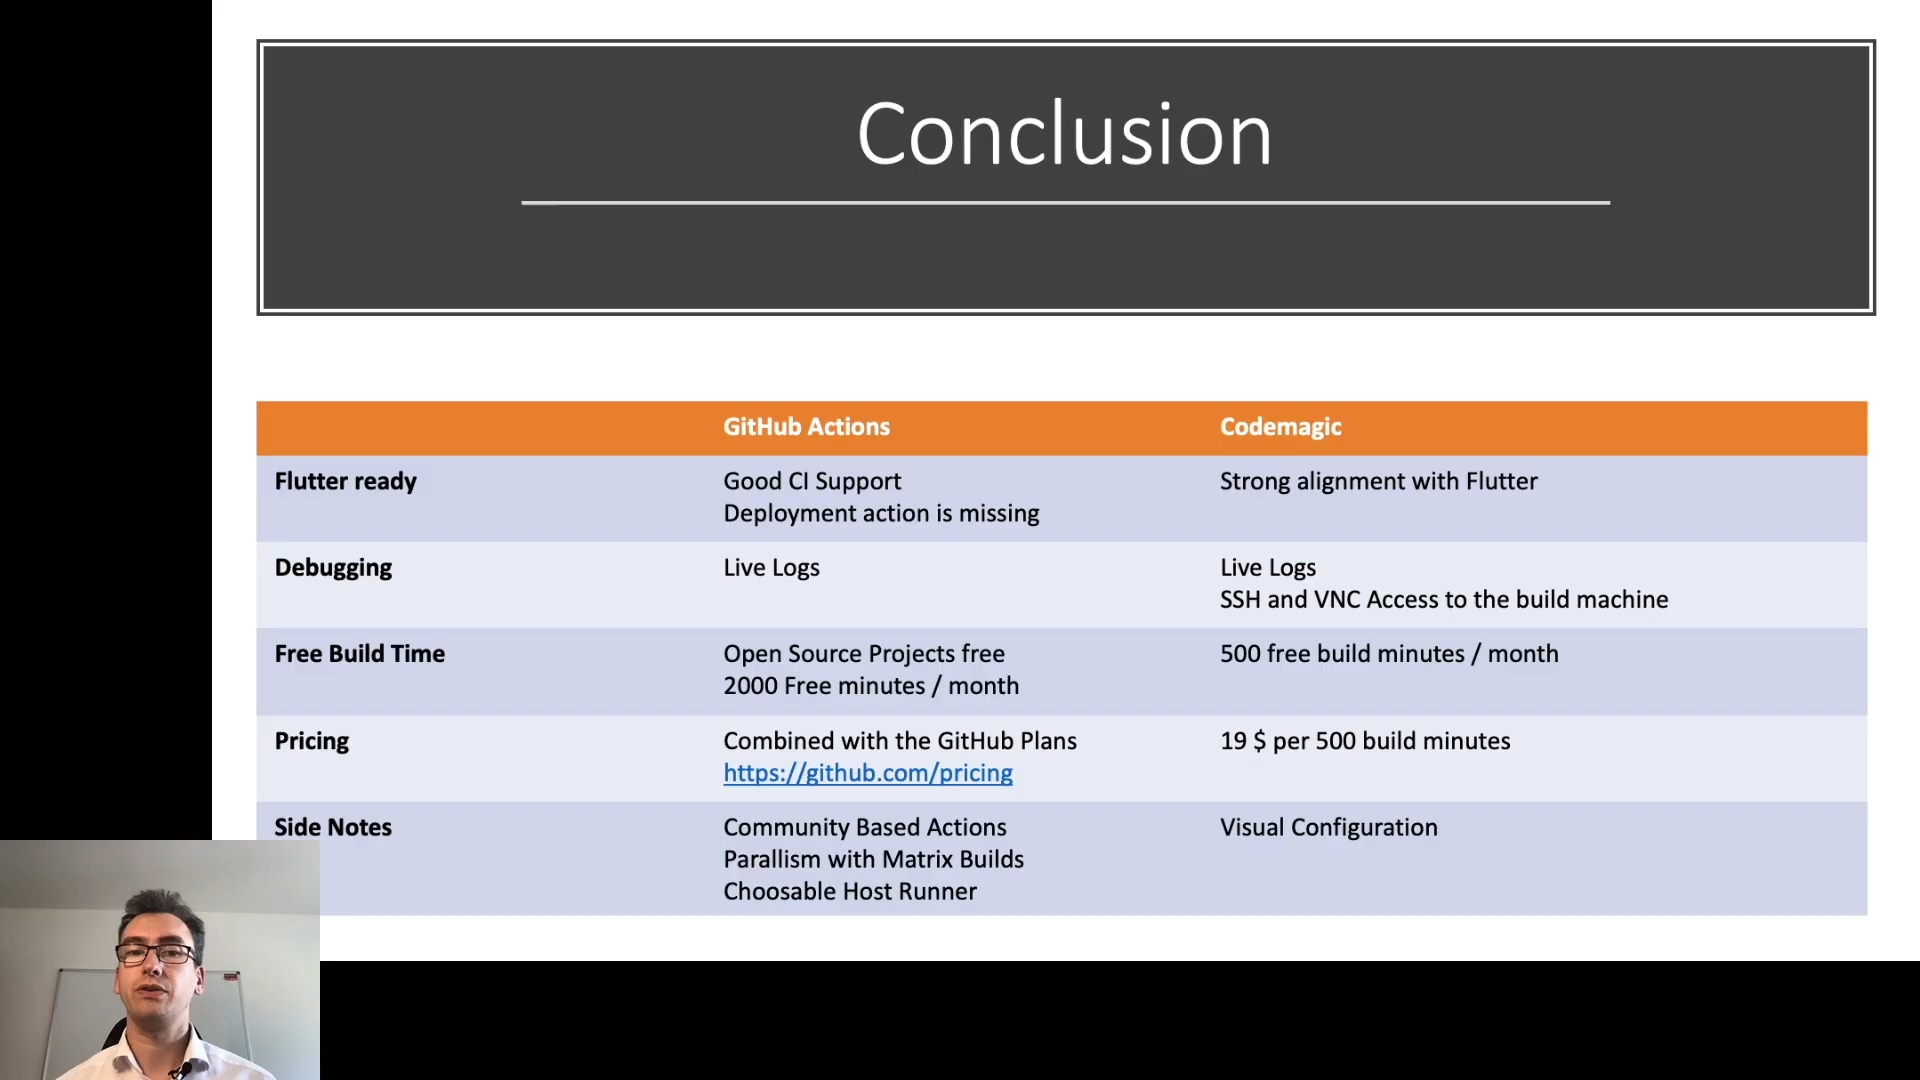 Conclusion
GitHub Actions Codemagic
Flutter ready Good CI Support Strong alignment with Flutter
Deployment action is missing
Debugging Live Logs Live Logs
SSH and VNC Access to the build machine
Free Build Time Open Source Projects free 500 free build minutes / month
2000 Free minutes / month
Pricing Combined with the GitHub Plans 19 $ per 500 build minutes
https://github.com/pricing
Side Notes Community Based Actions Visual Configuration
Parallism with Matrix Builds
Choosable Host Runner